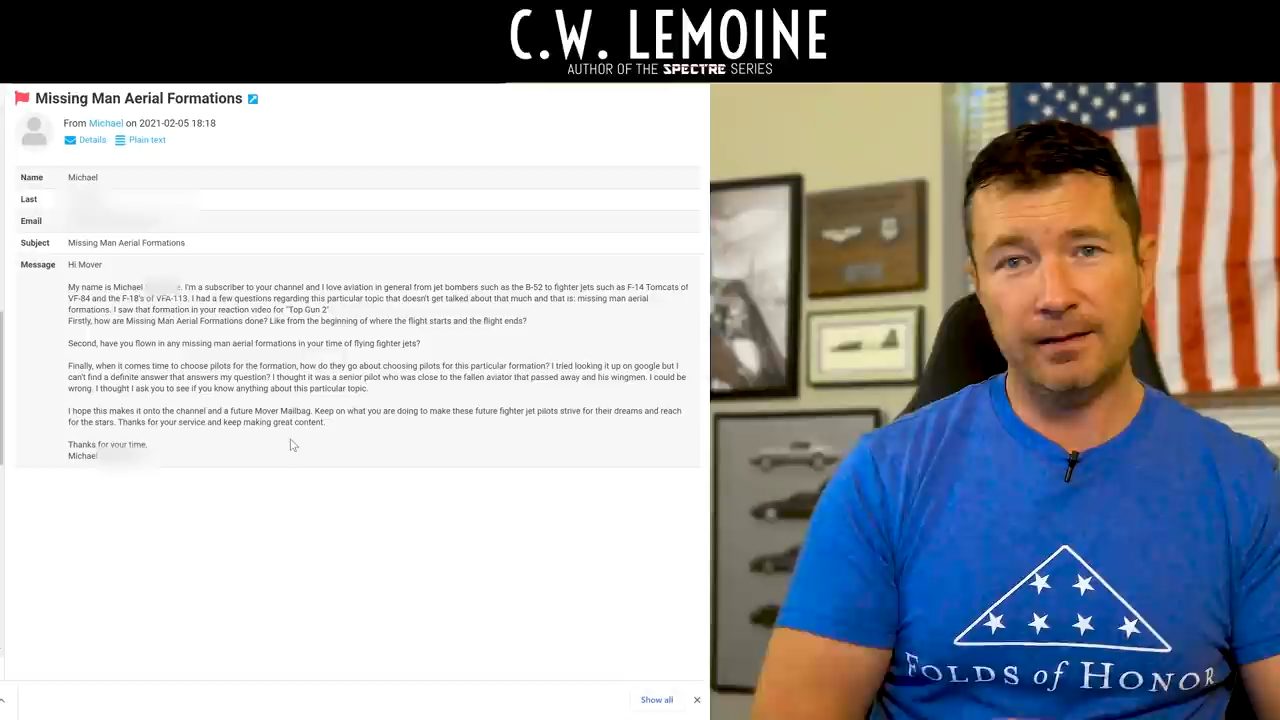 C.W. LEMOINE
AUTHOR OF THE SPECTRE SERIES
Missing Man Aerial Formations
From Michael on 2021-02-05 18:18
Details Plain text
Name Michael
Last
Email
Subject Missing Man Aerial Formations
Message Hi Mover
My name is Michael . I'm a subscriber to your channel and I love aviation in general from jet bombers such as the B-52 to fighter jets such as F-14 Tomcats of
VF-84 and the F-18's of VFA-113. I had a few questions regarding this particular topic that doesn't get talked about that much and that is: missing man aerial
formations. I saw that formation in your reaction video for "Top Gun 2"
Firstly, how are Missing Man Aerial Formations done? Like from the beginning of where the flight starts and the flight ends?
Second, have you flown in any missing man aerial formations in your time of flying fighter jets?
Finally, when it comes time to choose pilots for the formation, how do they go about choosing pilots for this particular formation? I tried looking it up on google but I
can't find a definite answer that answers my question? I thought it was a senior pilot who was close to the fallen aviator that passed away and his wingmen. I could be
wrong. I thought I ask you to see if you know anything about this particular topic.
I hope this makes it onto the channel and a future Mover Mailbag. Keep on what you are doing to make these future fighter jet pilots strive for their dreams and reach
for the stars. Thanks for your service and keep making great content.
Thanks for your time.
Michael
Show all
FOLDS of HONOR